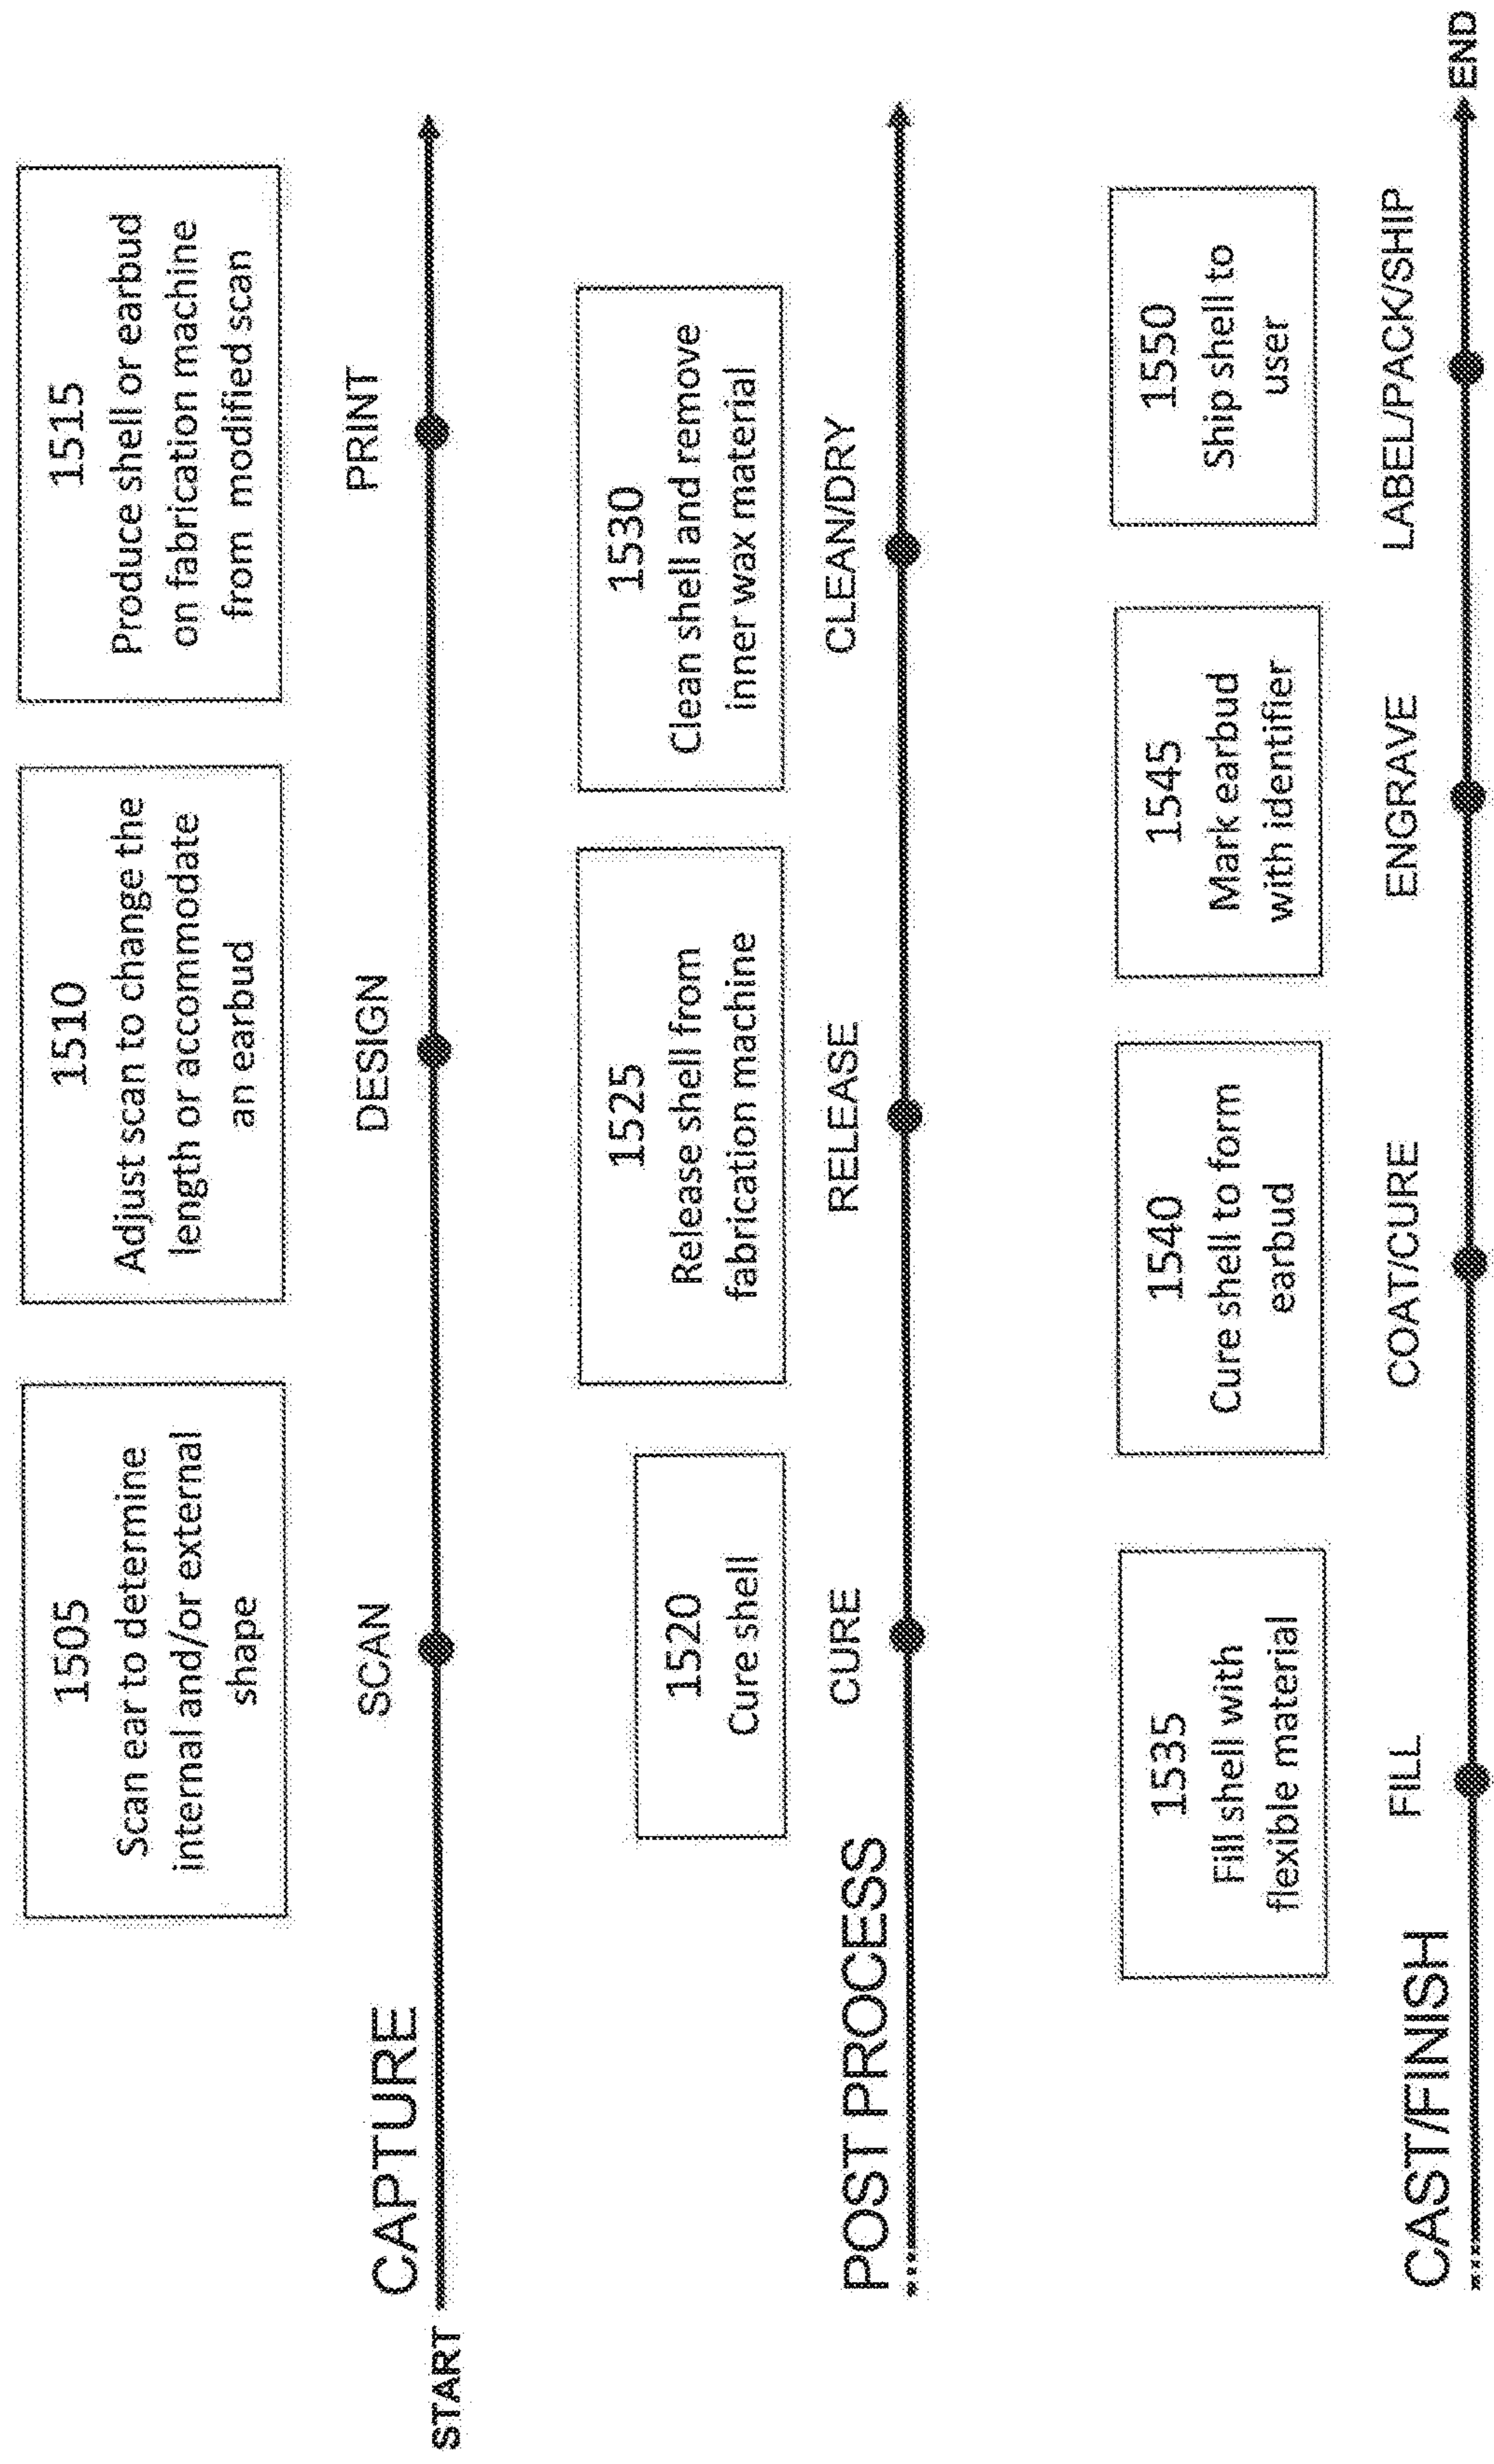 1505
Scan ear to determine
internal and/or external
shape
1510
Adjust scan to change the
length or accommodate
an earbud
1515
Produce shell or earbud
on fabrication machine
from modified scan
CAPTURE
SCAN
DESIGN
PRINT
START
1520
Cure shell
1525
Release shell from
fabrication machine
1530
Clean shell and remove
inner wax material
POST PROCESS
CURE
RELEASE
CLEAN/DRY
1535
Fill shell with
flexible material
1540
Cure shell to form
earbud
1545
Mark earbud
with identifier
1550
Ship shell to
user
CAST/FINISH
FILL
COAT/CURE
ENGRAVE
LABEL/PACK/SHIP
END